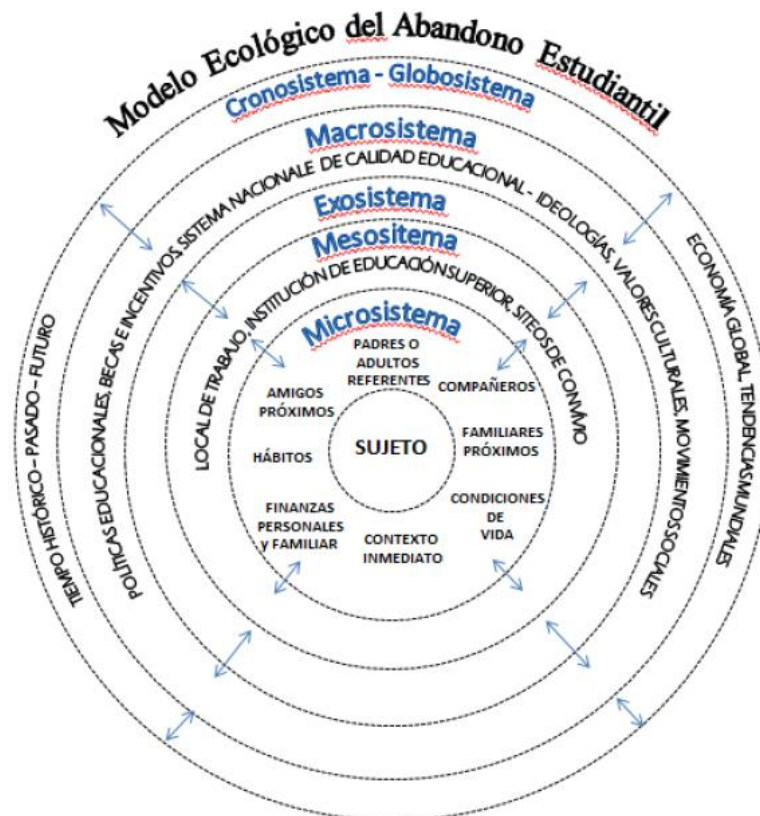 Modelo Ecológico del Abandono Estudiantil
Cronosistema - Globosistema
Macrosistema
POLÍTICAS EDUCACIONALES, BECAS E INCENTIVOS, SISTEMA NACIONALE DE CALIDAD EDUCACIONAL - IDEOLOGÍAS, VALORES CULTURALES, MOVIMIENTOS SOCIALES
Exosistema
Mesositema
LOCAL DE TRABAJO, INSTITUCIÓN DE EDUCACIÓN SUPERIOR, SITEOS DE CONVÍVIO
Microsistema
PADRES O
ADULTOS
REFERENTES
COMPAÑEROS
AMIGOS
PRÓXIMOS
SUJETO
FAMILIARES
PRÓXIMOS
HÁBITOS
CONDICIONES
DE
VIDA
FINANZAS
PERSONALES
y FAMILIAR
CONTEXTO
INMEDIATO
TIEMPO HISTÓRICO - PASADO - FUTURO
ECONOMÍA GLOBAL, TENDENCIAS MUNDIALES